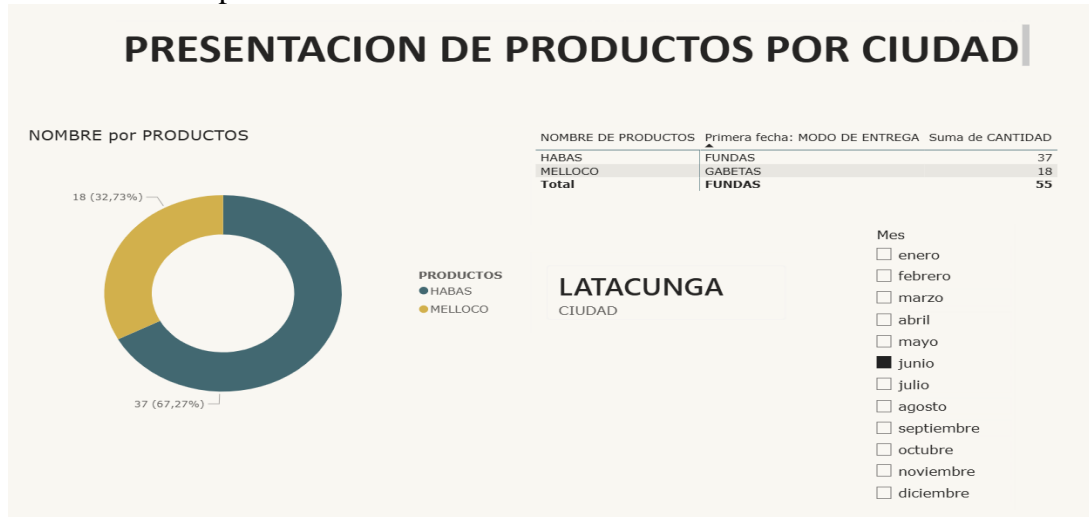 PRESENTACION DE PRODUCTOS POR CIUDAD
NOMBRE por PRODUCTOS
18 (32,73%)
37 (67,27%)
PRODUCTOS
HABAS
MELLOCO
NOMBRE DE PRODUCTOS Primera fecha: MODO DE ENTREGA Suma de CANTIDAD
HABAS FUNDAS 37
MELLOCO GABETAS 18
Total FUNDAS 55
LATACUNGA
CIUDAD
Mes
enero
febrero
marzo
abril
mayo
junio
julio
agosto
septiembre
octubre
noviembre
diciembre